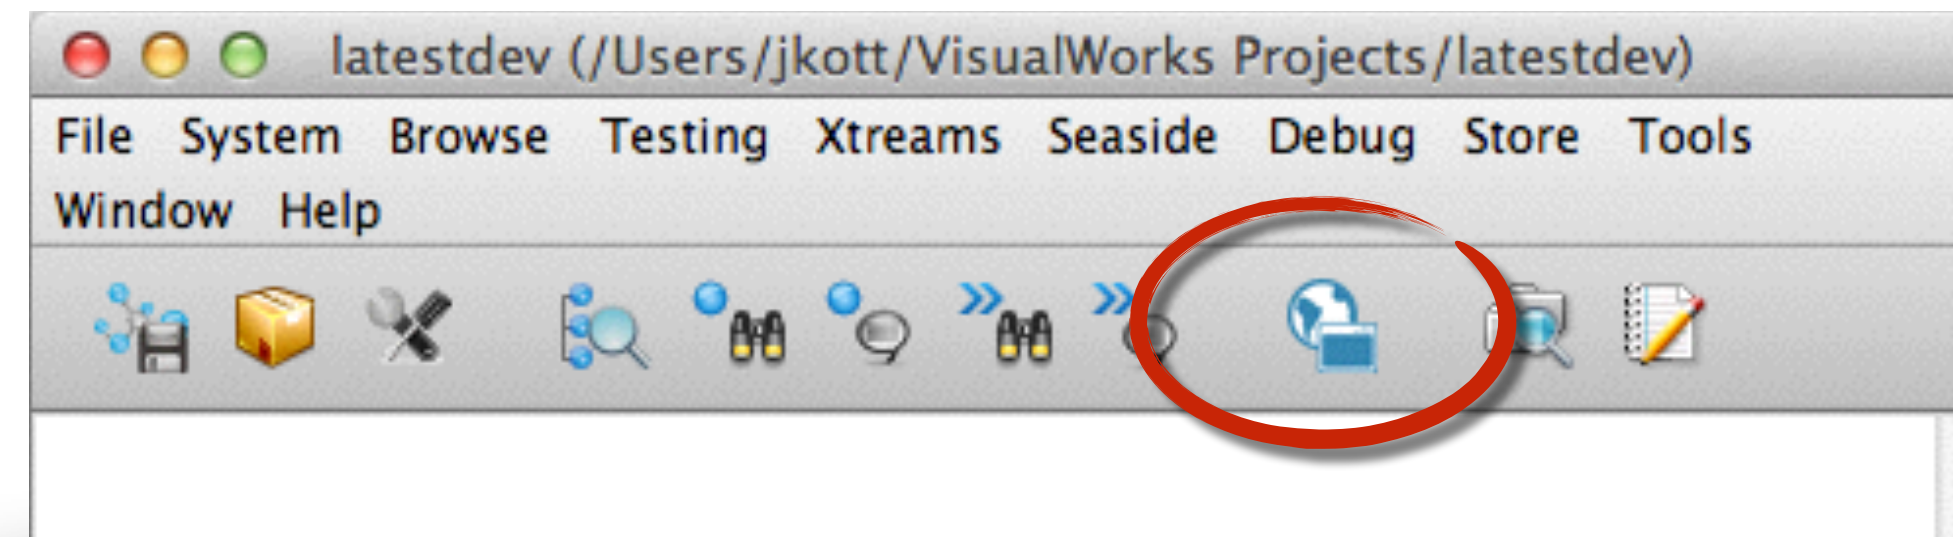 latestdev (/Users/jkott/VisualWorks Projects/latestdev)
File System Browse Testing Xtreams Seaside Debug Store Tools
Window Help